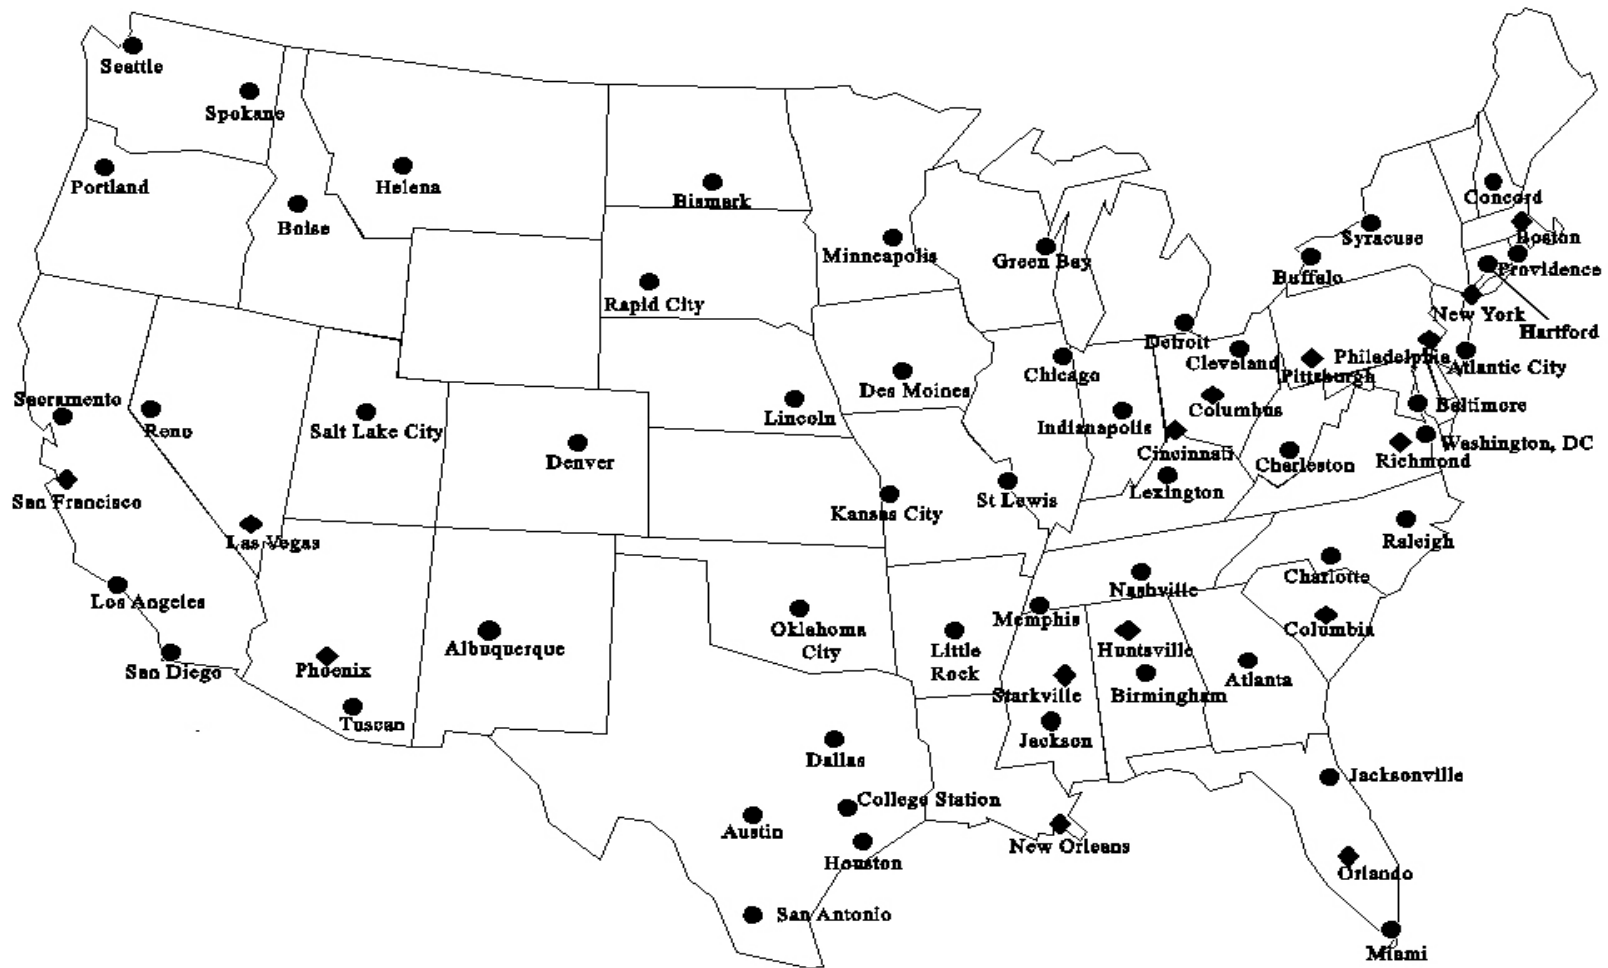 Seattle
Spokane
Portland
Helena
Boise
Bismark
Concord
Syracuse
Boston
Minneapolis
Green Bay
Buffalo
Providence
Rapid City
New York
Hartford
Detroit
Cleveland
Philadelphia
Pittsburgh
Atlantic City
Chicago
Des Moines
Sacramento
Reno
Salt Lake City
Lincoln
Columbus
Baltimore
Indianapolis
Denver
Cincinnati
Charleston
Richmond
Washington, DC
San Francisco
Las Vegas
Kansas City
St Lewis
Lexington
Raleigh
Charlotte
Nashville
Los Angeles
Memphis
Columbia
San Diego
Phoenix
Albuquerque
Oklahoma
City
Little
Rock
Huntsville
Atlanta
Starkville
Birmingham
Tuscan
Jackson
Dallas
Jacksonville
College Station
Austin
Houston
New Orleans
Orlando
San Antonio
Miami